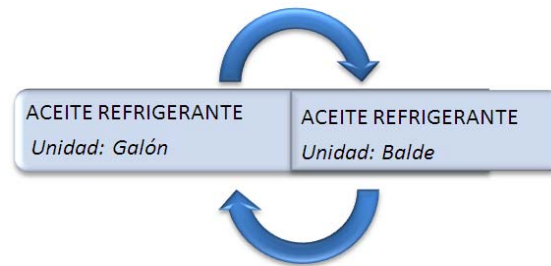 ACEITE REFRIGERANTE
Unidad: Galón
ACEITE REFRIGERANTE
Unidad: Balde